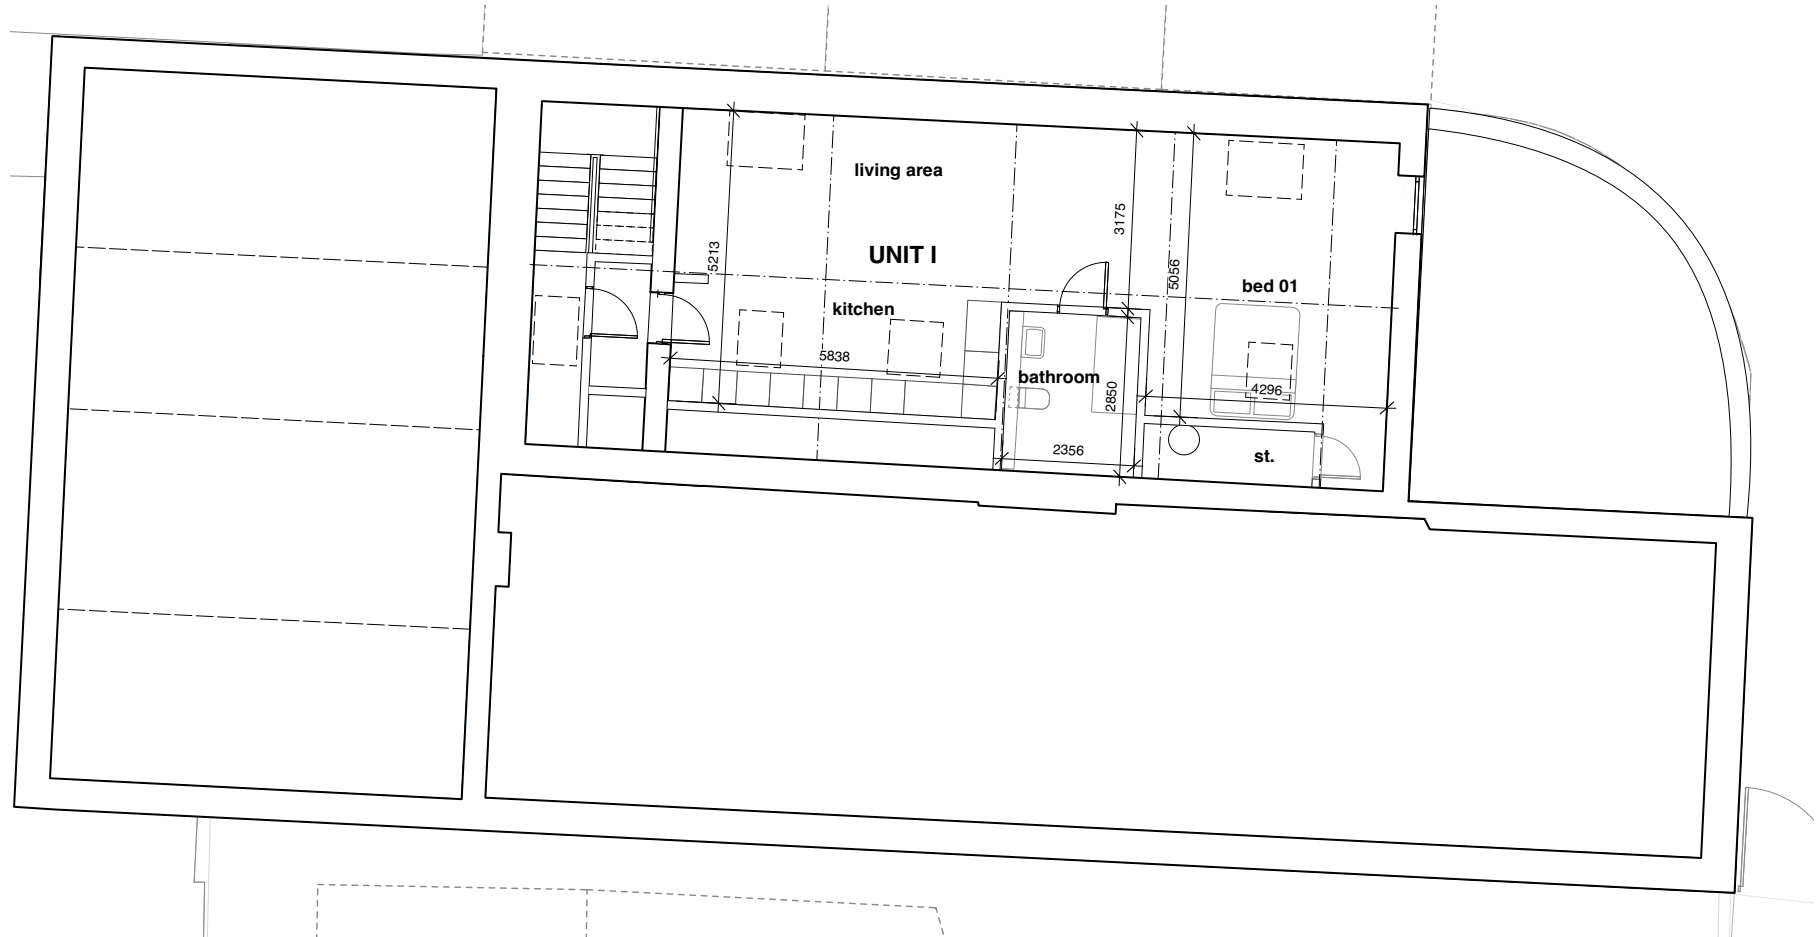 living area
3175
UNIT I
5213
5056
bed 01
kitchen
5838
bathroom
2850
4296
2356
st.